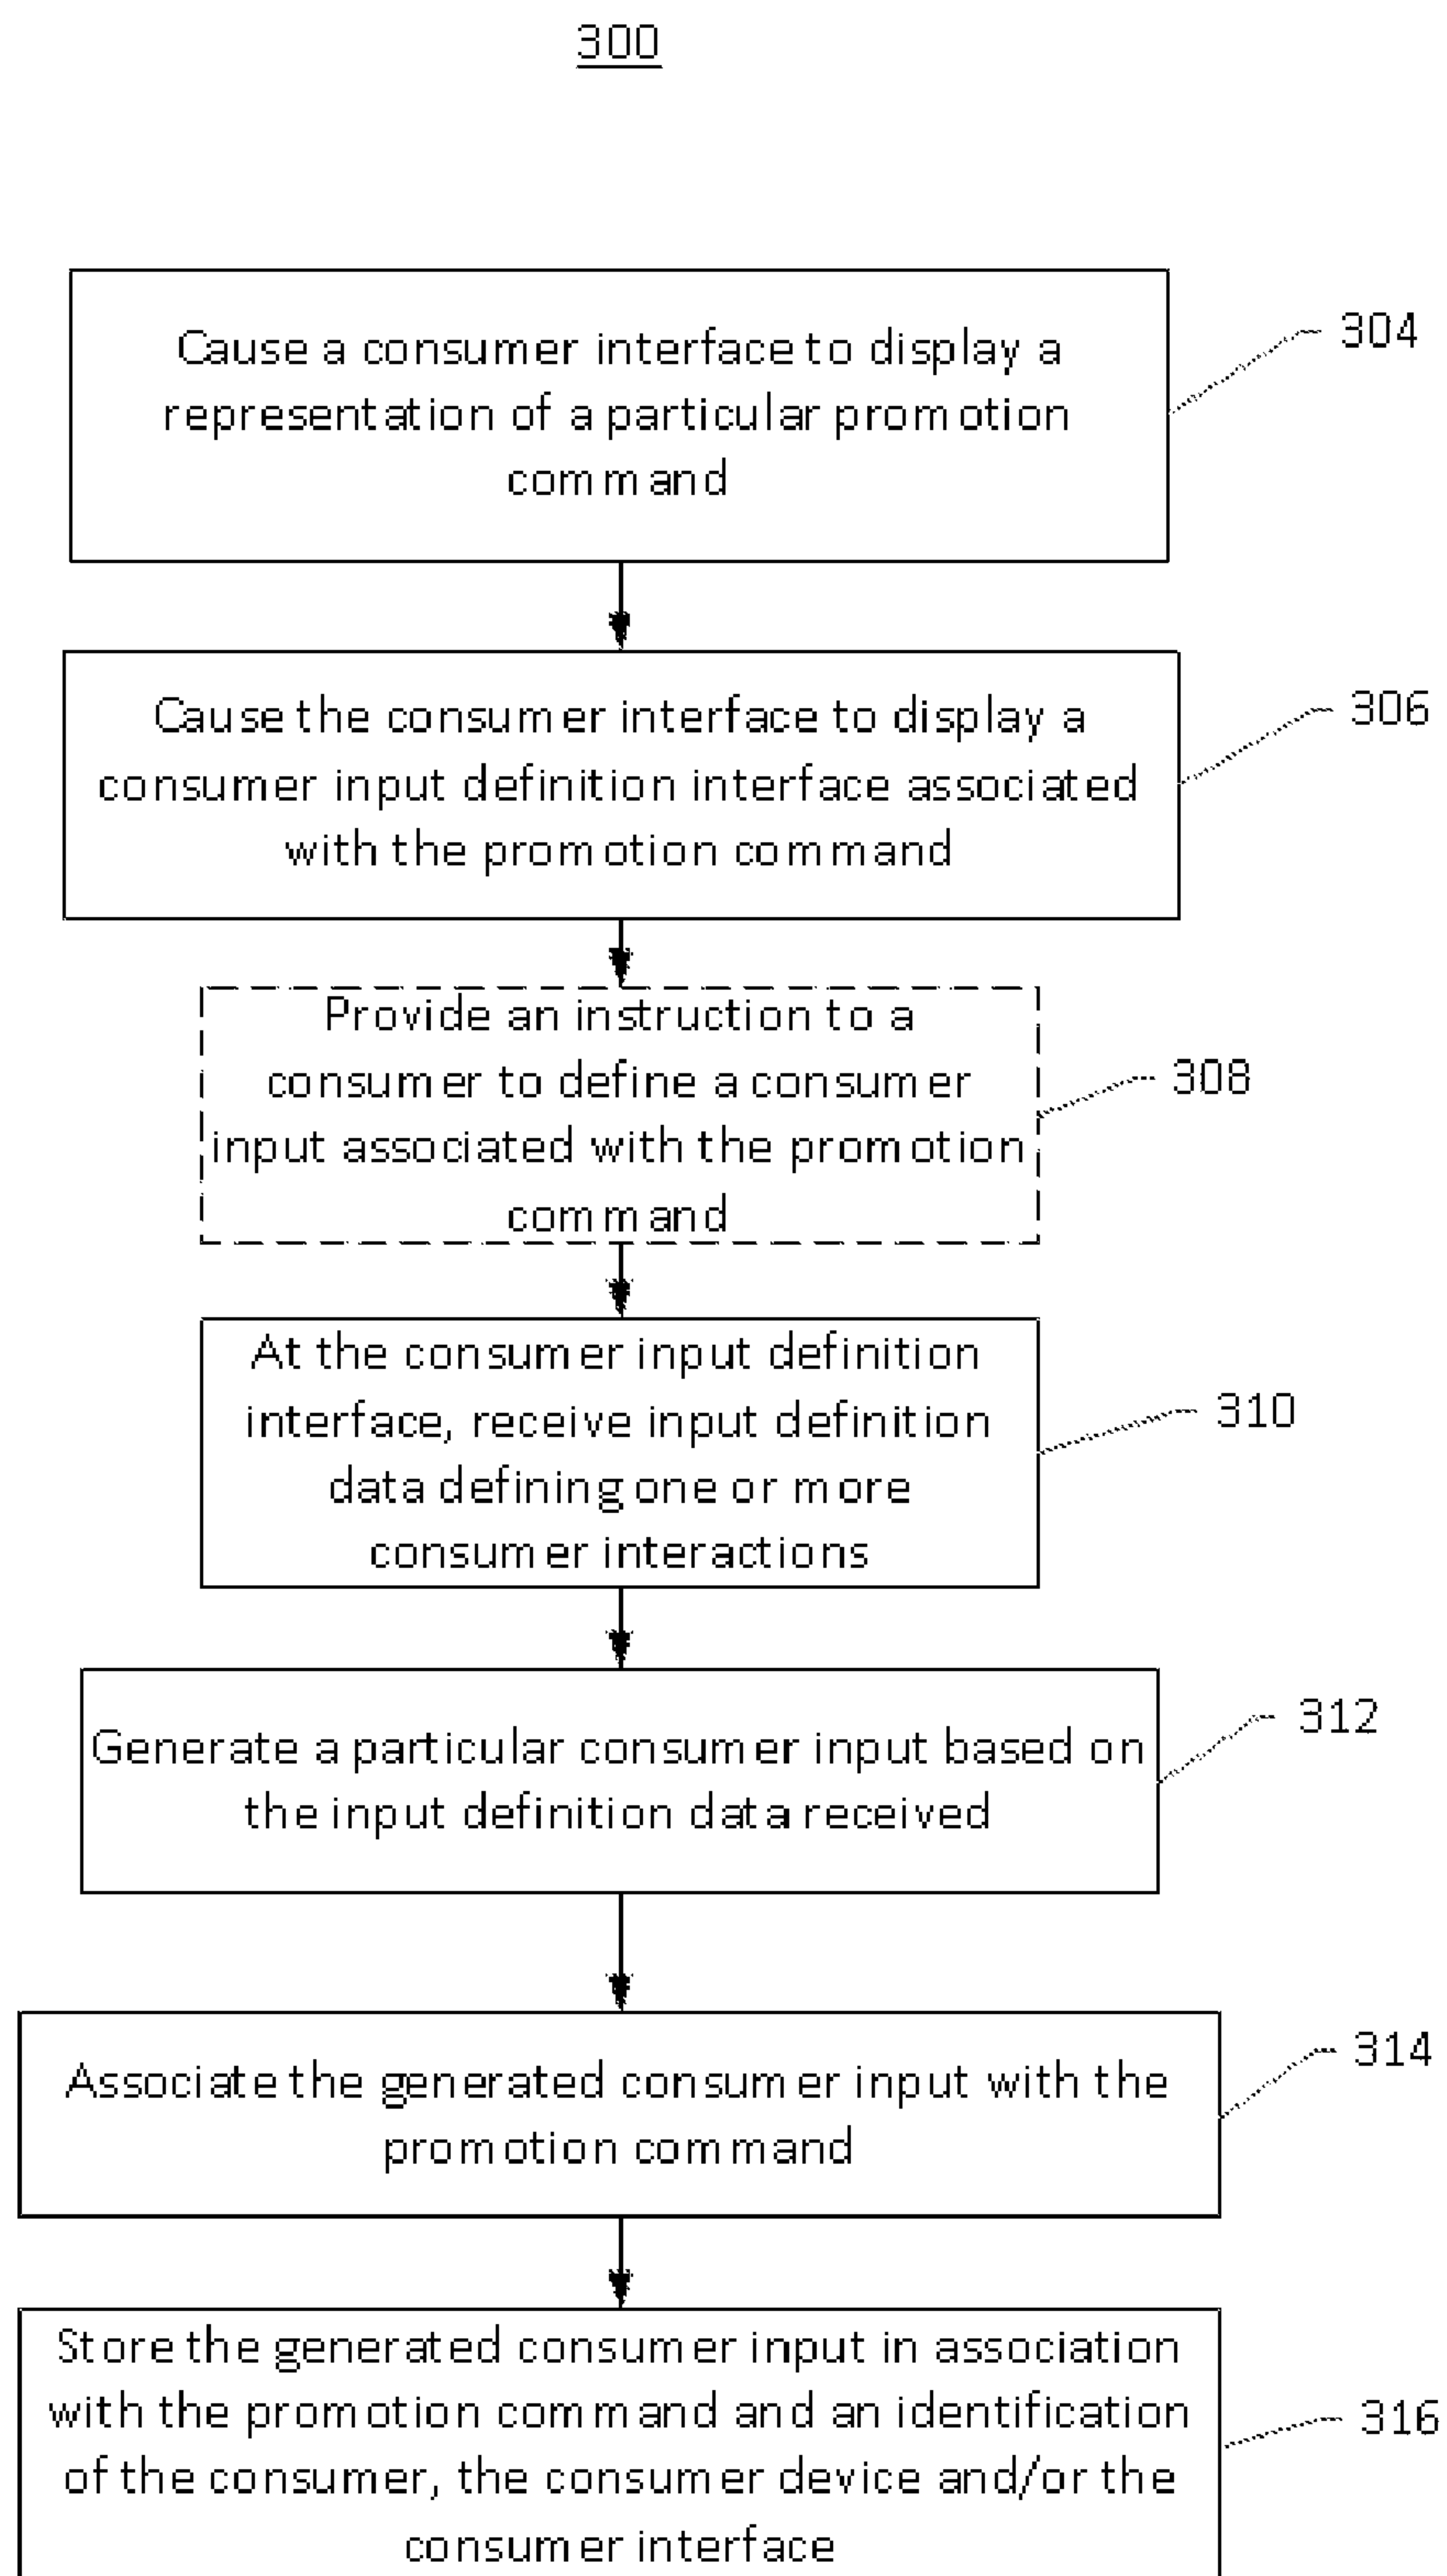 300
Cause a consumer interface to display a
representation of a particular promotion
command
304
Cause the consumer interface to display a
consumer input definition interface associated
with the promotion command
306
Provide an instruction to a
consumer to define a consumer
input associated with the promotion
command
308
At the consumer input definition
interface, receive input definition
data defining one or more
consumer interactions
310
Generate a particular consumer input based on
the input definition data received
312
Associate the generated consumer input with the
promotion command
314
Store the generated consumer input in association
with the promotion command and an identification
of the consumer, the consumer device and/or the
consumer interface
316